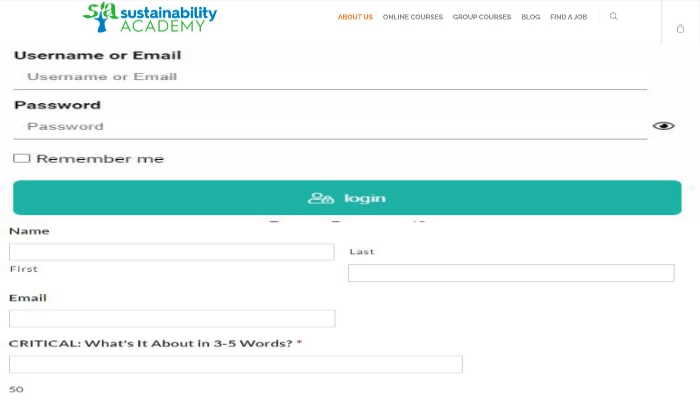 sustainability
ACADEMY
ABOUT US ONLINE COURSES GROUP COURSES BLOG FIND A JOB
Username or Email
Username or Email
Password
Password
Remember me
login
Name
Last
First
Email
CRITICAL: What's It About in 3-5 Words? *
50